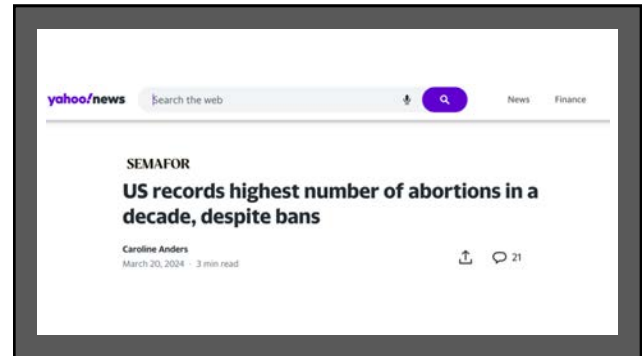 yahoo!news Search the web News Finance
SEMAFOR
US records highest number of abortions in a
decade, despite bans
Caroline Anders
March 20, 2024 · 3 min read
21